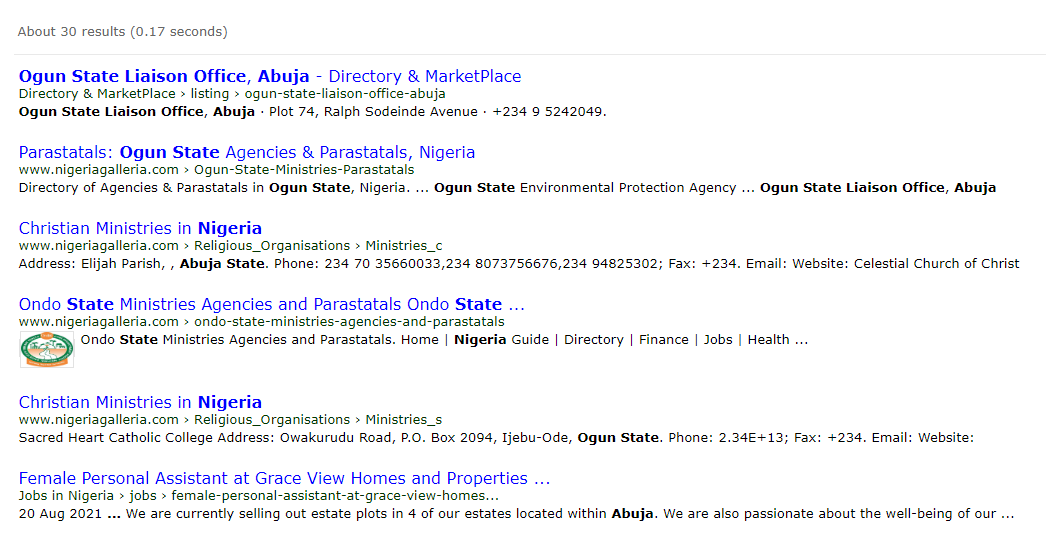 About 30 results (0.17 seconds)
Ogun State Liaison Office, Abuja - Directory & MarketPlace
Directory & MarketPlace › listing › ogun-state-liaison-office-abuja
Ogun State Liaison Office, Abuja · Plot 74, Ralph Sodeinde Avenue · +234 9 5242049.
Parastatals: Ogun State Agencies & Parastatals, Nigeria
www.nigeriagalleria.com › Ogun-State-Ministries-Parastatals
Directory of Agencies & Parastatals in Ogun State, Nigeria. ... Ogun State Environmental Protection Agency ... Ogun State Liaison Office, Abuja
Christian Ministries in Nigeria
www.nigeriagalleria.com › Religious_Organisations › Ministries_c
Address: Elijah Parish, , Abuja State. Phone: 234 70 35660033,234 8073756676,234 94825302; Fax: +234. Email: Website: Celestial Church of Christ
Ondo State Ministries Agencies and Parastatals Ondo State ...
www.nigeriagalleria.com › ondo-state-ministries-agencies-and-parastatals
Ondo State Ministries Agencies and Parastatals. Home | Nigeria Guide | Directory | Finance | Jobs | Health ...
Christian Ministries in Nigeria
www.nigeriagalleria.com › Religious_Organisations › Ministries_s
Sacred Heart Catholic College Address: Owakurudu Road, P.O. Box 2094, Ijebu-Ode, Ogun State. Phone: 2.34E+13; Fax: +234. Email: Website:
Female Personal Assistant at Grace View Homes and Properties ...
Jobs in Nigeria › jobs › female-personal-assistant-at-grace-view-homes...
20 Aug 2021 ... We are currently selling out estate plots in 4 of our estates located within Abuja. We are also passionate about the well-being of our ...